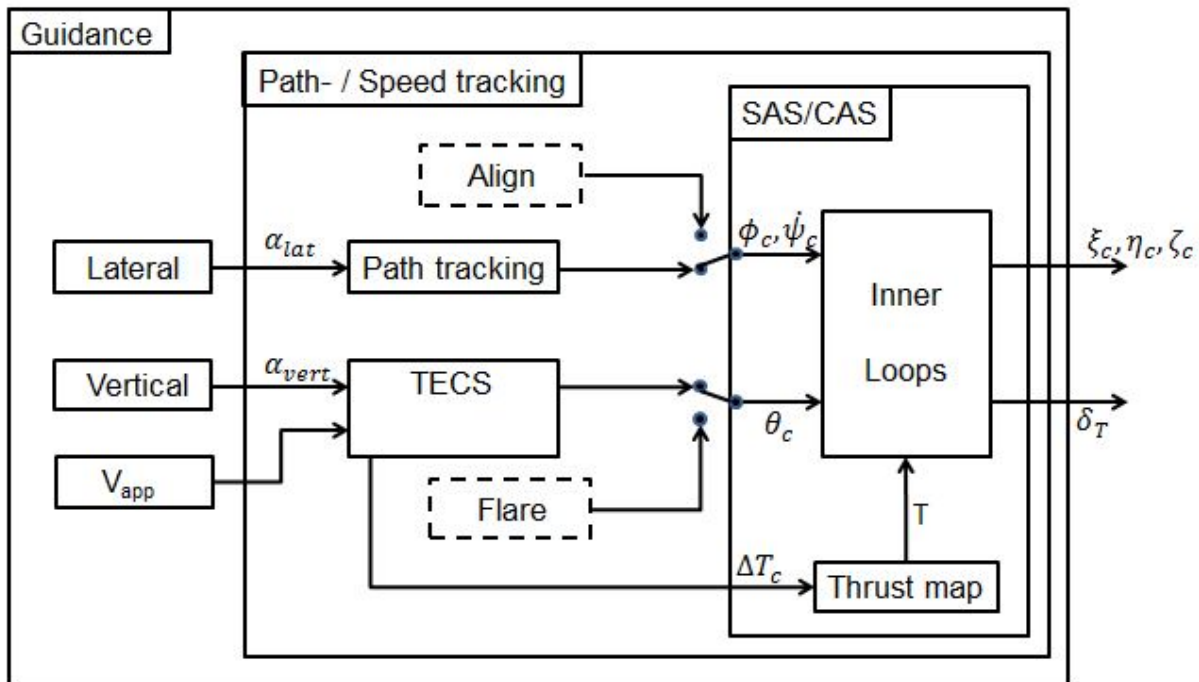 Guidance
Path- / Speed tracking
SAS/CAS
Align
Lateral
α_lat
Path tracking
ϕ_c, ψ̇_c
Inner
Loops
ξ_c, η_c, ζ_c
Vertical
α_vert
TECS
θ_c
δ_T
V_app
Flare
T
ΔT_c
Thrust map